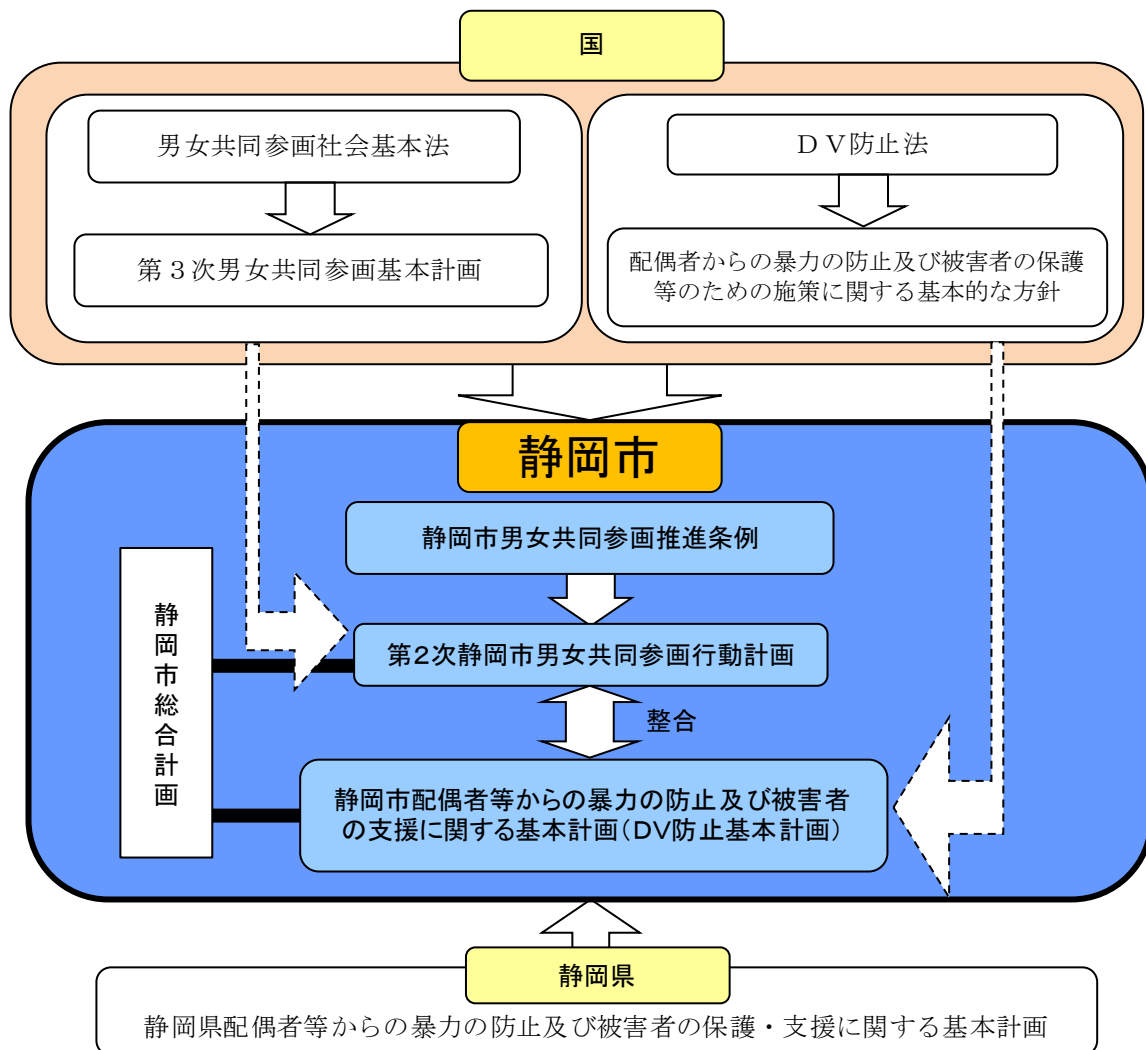 国
男女共同参画社会基本法
第３次男女共同参画基本計画
ＤＶ防止法
配偶者からの暴力の防止及び被害者の保護
等のための施策に関する基本的な方針
静岡市
静岡市男女共同参画推進条例
第2次静岡市男女共同参画行動計画
整合
静岡市総合計画
静岡市配偶者等からの暴力の防止及び被害者
の支援に関する基本計画（DV防止基本計画）
静岡県
静岡県配偶者等からの暴力の防止及び被害者の保護・支援に関する基本計画